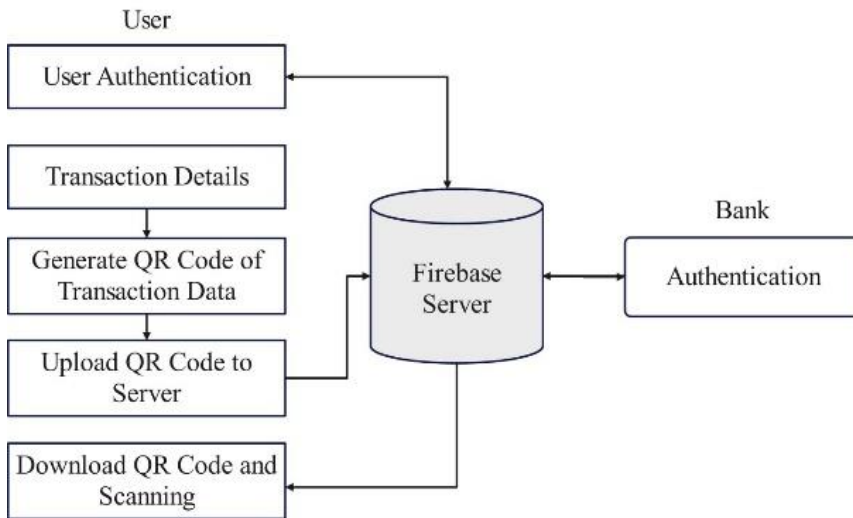 User
User Authentication
Transaction Details
Generate QR Code of
Transaction Data
Upload QR Code to
Server
Download QR Code and
Scanning
Firebase
Server
Bank
Authentication